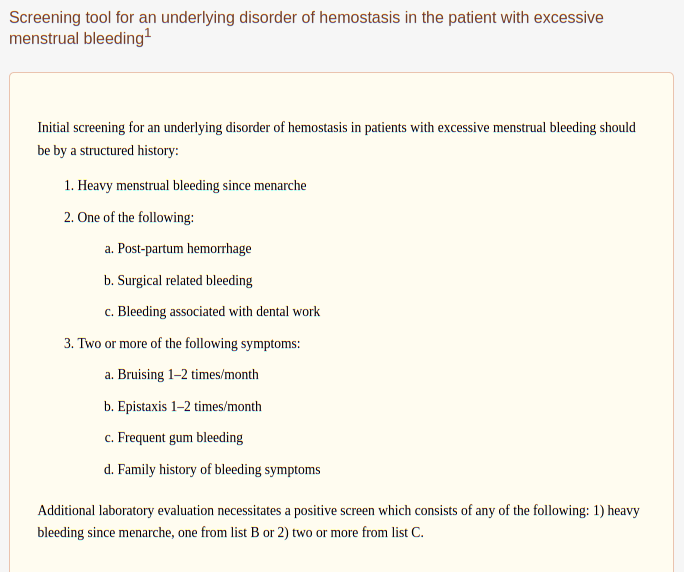 Screening tool for an underlying disorder of hemostasis in the patient with excessive
menstrual bleeding1
Initial screening for an underlying disorder of hemostasis in patients with excessive menstrual bleeding should
be by a structured history:
1. Heavy menstrual bleeding since menarche
2. One of the following:
a. Post-partum hemorrhage
b. Surgical related bleeding
c. Bleeding associated with dental work
3. Two or more of the following symptoms:
a. Bruising 1–2 times/month
b. Epistaxis 1–2 times/month
c. Frequent gum bleeding
d. Family history of bleeding symptoms
Additional laboratory evaluation necessitates a positive screen which consists of any of the following: 1) heavy
bleeding since menarche, one from list B or 2) two or more from list C.